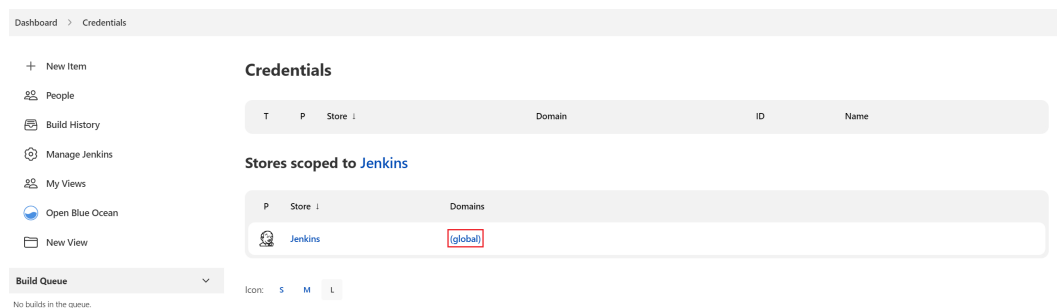 Dashboard > Credentials
New Item
People
Build History
Manage Jenkins
My Views
Open Blue Ocean
New View
Build Queue
No builds in the queue.
Credentials
T P Store ↓ Domain ID Name
Stores scoped to Jenkins
P Store ↓ Domains
Jenkins (global)
Icon: S M L